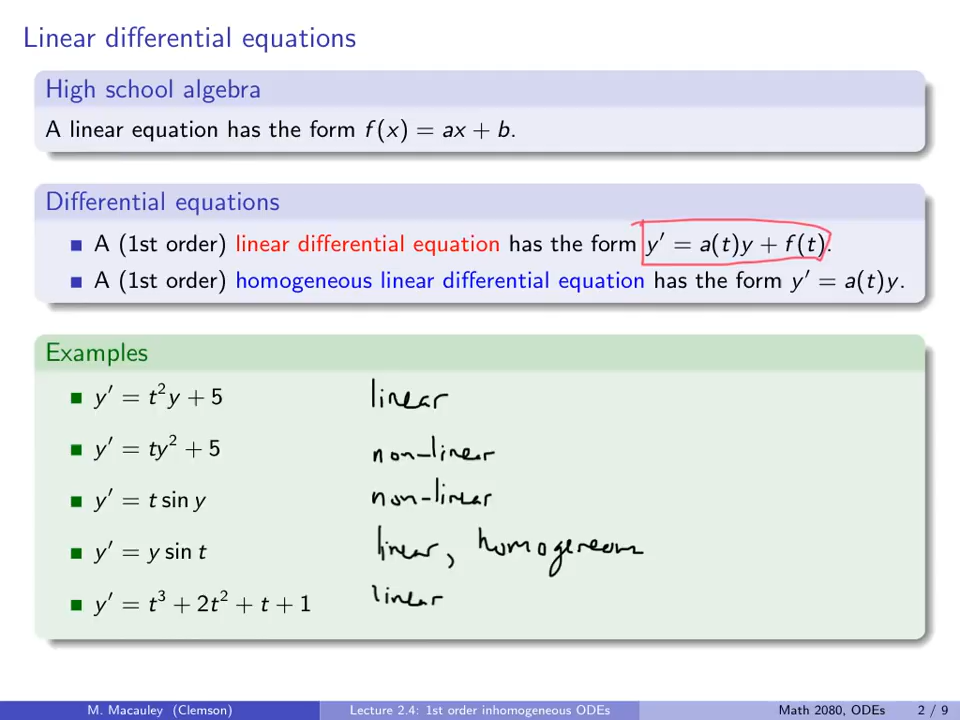 Linear differential equations
High school algebra
A linear equation has the form f(x) = ax + b.
Differential equations
A (1st order) linear differential equation has the form y′ = a(t)y + f(t).
A (1st order) homogeneous linear differential equation has the form y′ = a(t)y.
Examples
y′ = t²y + 5 linear
y′ = ty² + 5 non-linear
y′ = t sin y non-linear
y′ = y sin t linear, homogeneous
y′ = t³ + 2t² + t + 1 linear
M. Macauley (Clemson) Lecture 2.4: 1st order inhomogeneous ODEs Math 2080, ODEs 2 / 9